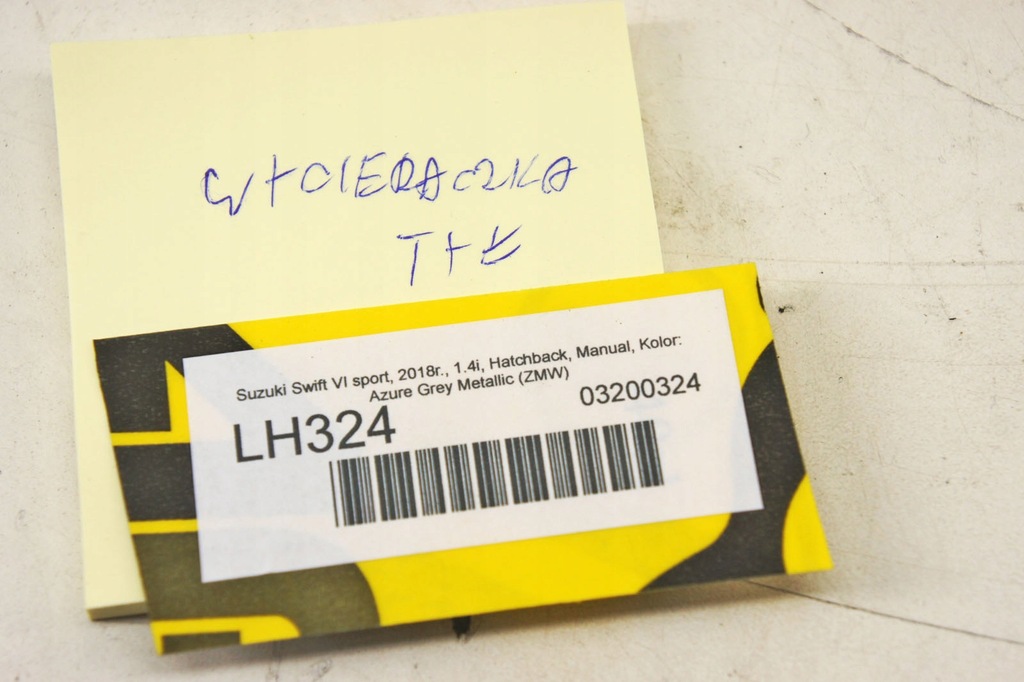 WYCIERACZKA
TYŁ
Suzuki Swift VI sport, 2018r., 1.4i, Hatchback, Manual, Kolor:
Azure Grey Metallic (ZMW)
03200324
LH324